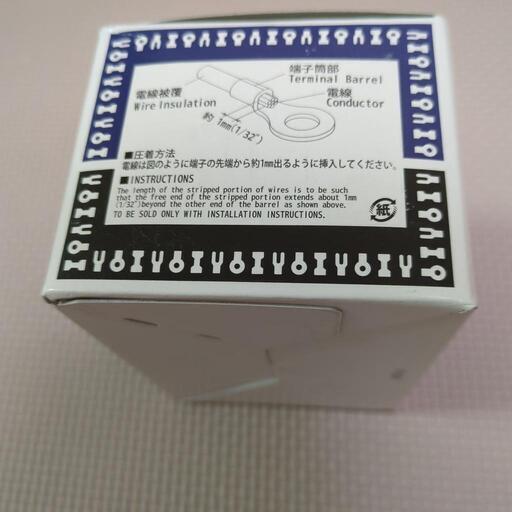 端子筒部
Terminal Barrel
電線被覆
Wire Insulation
電線
Conductor
約1mm(1/32")
■圧着方法
電線は図のように端子の先端から約1mm出るように挿入してください。
■INSTRUCTIONS
The length of the stripped portion of wires is to be such
that the free end of the stripped portion extends about 1mm
(1/32")beyond the other end of the barrel as shown above.
TO BE SOLD ONLY WITH INSTALLATION INSTRUCTIONS.
紙